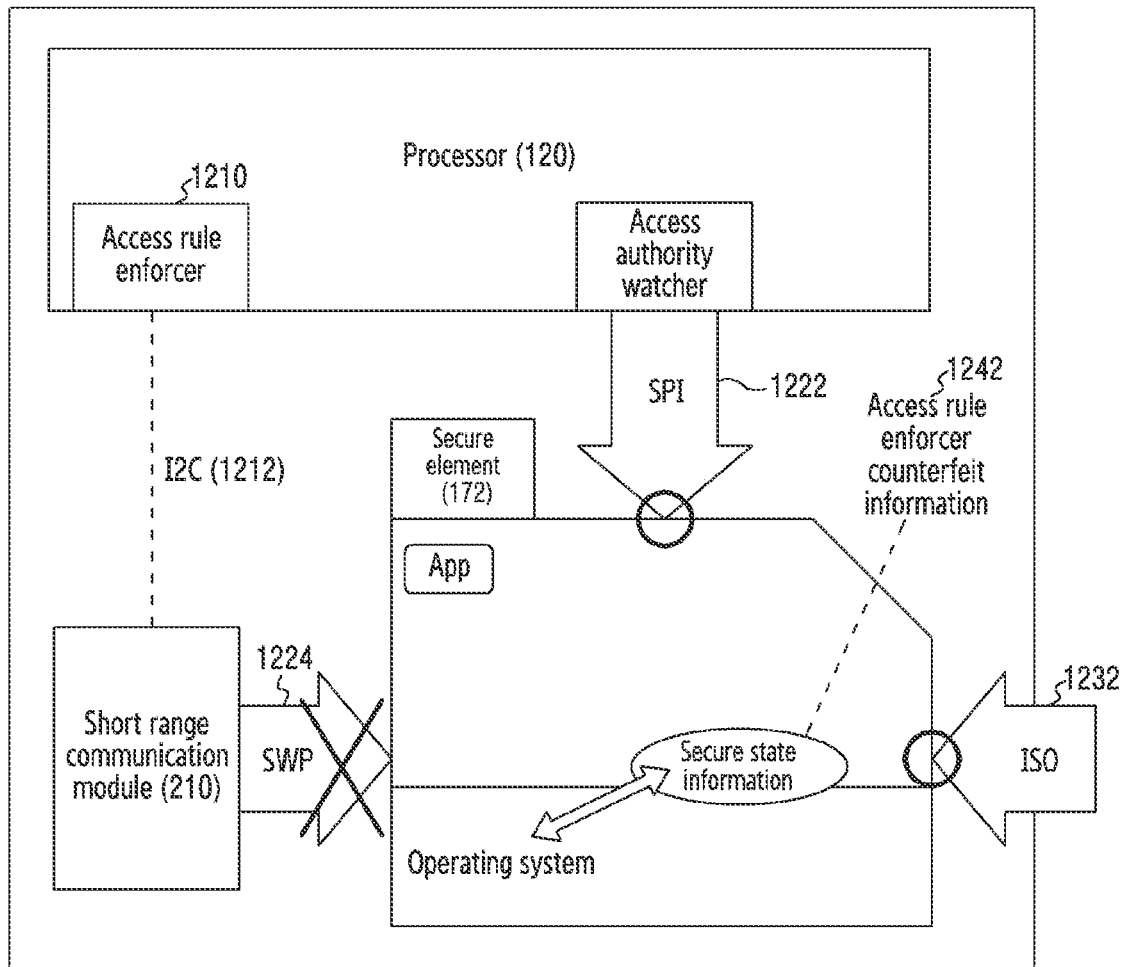 Processor (120)
1210
Access rule
enforcer
Access
authority
watcher
SPI
1222
1242
Access rule
enforcer
counterfeit
information
Secure
element
(172)
I2C (1212)
App
1224
Short range
communication
module (210)
SWP
Secure state
information
1232
ISO
Operating system